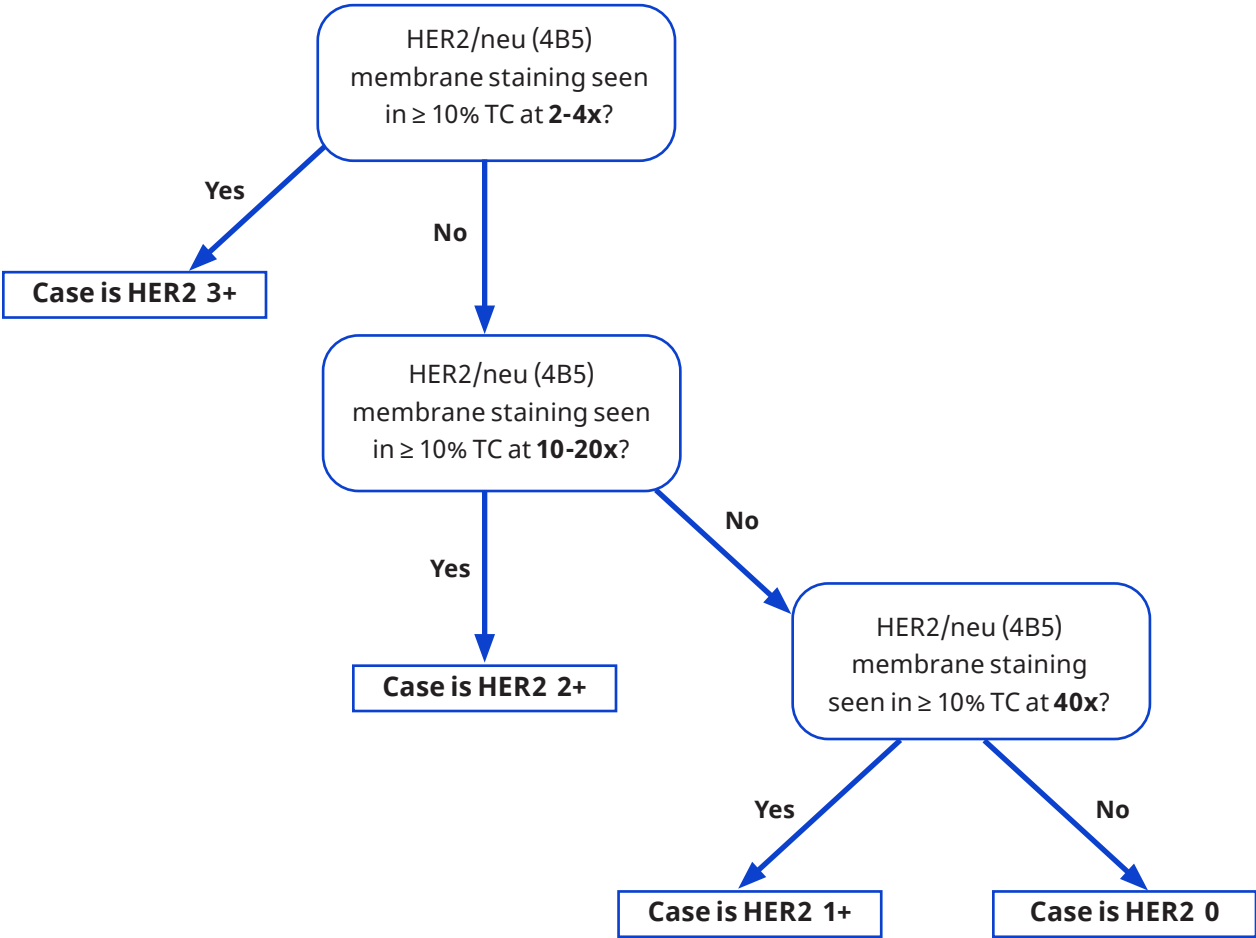 HER2/neu (4B5)
membrane staining seen
in ≥ 10% TC at 2-4x?
Yes
No
Case is HER2 3+
HER2/neu (4B5)
membrane staining seen
in ≥ 10% TC at 10-20x?
No
Yes
HER2/neu (4B5)
membrane staining
seen in ≥ 10% TC at 40x?
Case is HER2 2+
Yes
No
Case is HER2 1+
Case is HER2 0